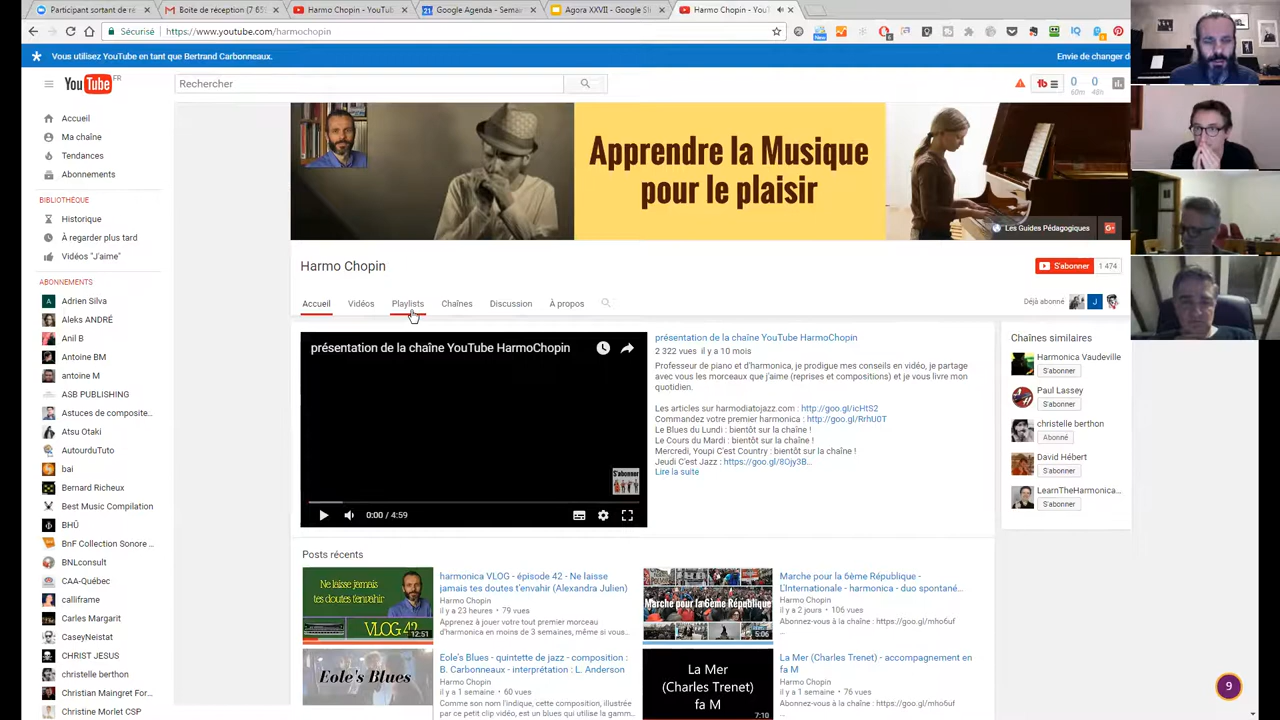 Participant sortant de ré
Boîte de réception (7 65
Harmo Chopin - YouTub
Google Agenda - Semai
Agora XXVII - Google Sli
Harmo Chopin - YouT
Sécurisé
https://www.youtube.com/harmochopin
Vous utilisez YouTube en tant que Bertrand Carbonneaux.
Envie de changer d
YouTube FR
Rechercher
0 0
60m 48h
Accueil
Ma chaîne
Tendances
Abonnements
BIBLIOTHÈQUE
Historique
À regarder plus tard
Vidéos "J'aime"
ABONNEMENTS
Adrien Silva
Aleks ANDRÉ
Anil B
Antoine BM
antoine M
ASB PUBLISHING
Astuces de composite...
Atsu Otaki
AutourduTuto
bai
Bernard Richeux
Best Music Compilation
BHÛ
BnF Collection Sonore ...
BNLconsult
CAA-Québec
calliframe
Carles Margarit
CaseyNeistat
CHRIST JESUS
christelle berthon
Christian Maingret For...
Christine Morlet CSP
Apprendre la Musique
pour le plaisir
Les Guides Pédagogiques
G+
Harmo Chopin
S'abonner
1 474
Accueil
Vidéos
Playlists
Chaînes
Discussion
À propos
Déjà abonné
J
présentation de la chaîne YouTube HarmoChopin
S'abonner
0:00 / 4:59
présentation de la chaîne YouTube HarmoChopin
2 322 vues il y a 10 mois
Professeur de piano et d'harmonica, je prodigue mes conseils en vidéo, je partage
avec vous les morceaux que j'aime (reprises et compositions) et je vous livre mon
quotidien.
Les articles sur harmodiatojazz.com : http://goo.gl/icHtS2
Commandez votre premier harmonica : http://goo.gl/RrhU0T
Le Blues du Lundi : bientôt sur la chaîne !
Le Cours du Mardi : bientôt sur la chaîne !
Mercredi, Youpi C'est Country : bientôt sur la chaîne !
Jeudi C'est Jazz : https://goo.gl/8Ojy3B...
Lire la suite
Chaînes similaires
Harmonica Vaudeville
S'abonner
Paul Lassey
S'abonner
christelle berthon
Abonné
David Hébert
S'abonner
LearnTheHarmonica...
S'abonner
Posts récents
Ne laisse jamais
tes doutes t'envahir
VLOG 42
12:51
harmonica VLOG - épisode 42 - Ne laisse
jamais tes doutes t'envahir (Alexandra Julien)
Harmo Chopin
il y a 23 heures • 79 vues
Apprenez à jouer votre tout premier morceau
d'harmonica en moins de 3 semaines, même si vous...
Marche pour la 6ème République
5:06
Marche pour la 6ème République -
L'Internationale - harmonica - duo spontané...
Harmo Chopin
il y a 2 jours • 106 vues
Abonnez-vous à la chaîne : https://goo.gl/mho6uf
...
Eole's Blues
Eole's Blues - quintette de jazz - composition :
B. Carbonneaux - interprétation : L. Anderson
Harmo Chopin
il y a 1 semaine • 60 vues
Comme son nom l'indique, cette composition, illustrée
par ce petit clip vidéo, est un blues qui utilise la gamm...
La Mer
(Charles Trenet)
fa M
7:10
La Mer (Charles Trenet) - accompagnement en
fa M
Harmo Chopin
il y a 1 semaine • 76 vues
Abonnez-vous à la chaîne : https://goo.gl/mho6uf
...
9